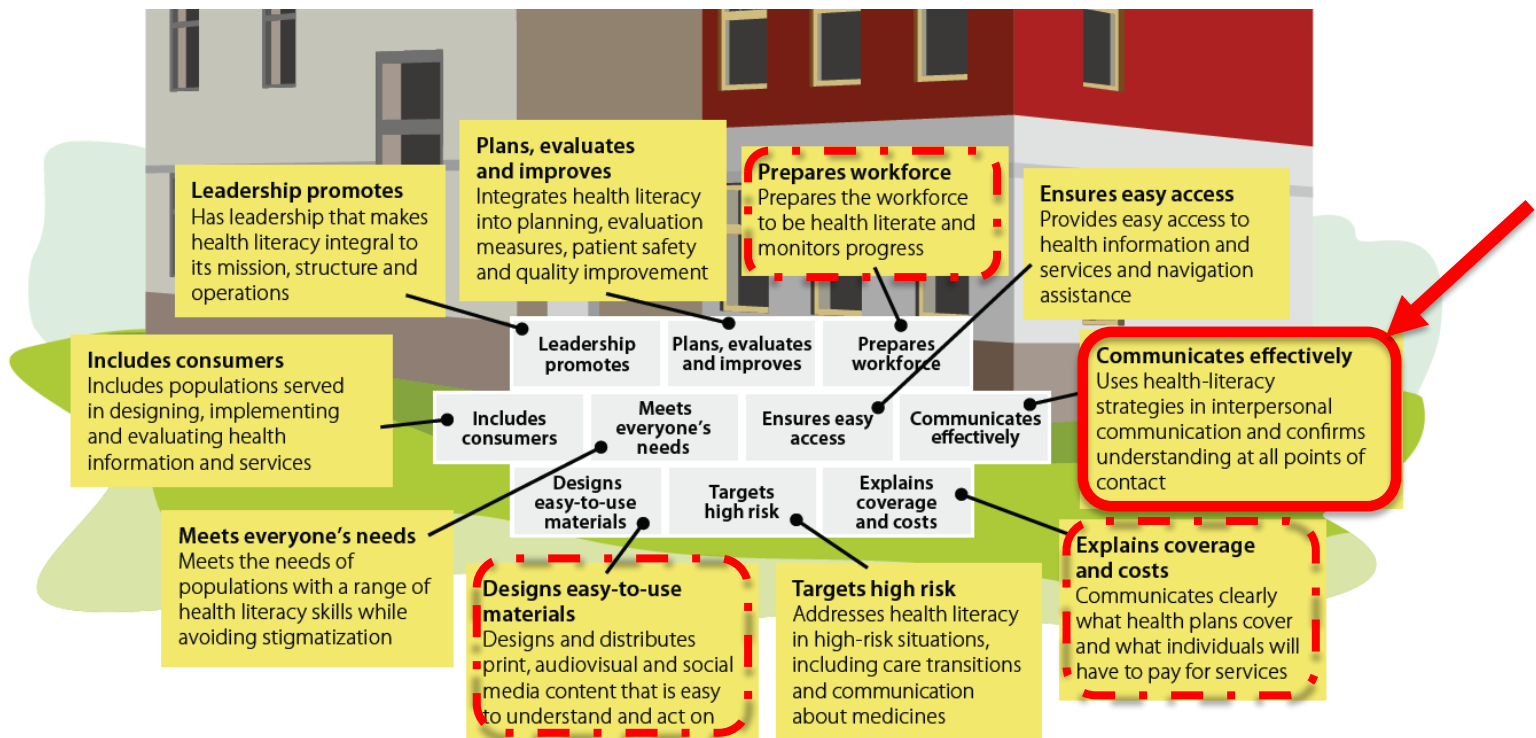 Leadership promotes
Has leadership that makes
health literacy integral to
its mission, structure and
operations
Plans, evaluates
and improves
Integrates health literacy
into planning, evaluation
measures, patient safety
and quality improvement
Prepares workforce
Prepares the workforce
to be health literate and
monitors progress
Ensures easy access
Provides easy access to
health information and
services and navigation
assistance
Includes consumers
Includes populations served
in designing, implementing
and evaluating health
information and services
Leadership
promotes
Plans, evaluates
and improves
Prepares
workforce
Includes
consumers
Meets
everyone's
needs
Ensures easy
access
Communicates
effectively
Designs
easy-to-use
materials
Targets
high risk
Explains
coverage
and costs
Communicates effectively
Uses health-literacy
strategies in interpersonal
communication and confirms
understanding at all points of
contact
Meets everyone's needs
Meets the needs of
populations with a range of
health literacy skills while
avoiding stigmatization
Designs easy-to-use
materials
Designs and distributes
print, audiovisual and social
media content that is easy
to understand and act on
Targets high risk
Addresses health literacy
in high-risk situations,
including care transitions
and communication
about medicines
Explains coverage
and costs
Communicates clearly
what health plans cover
and what individuals will
have to pay for services